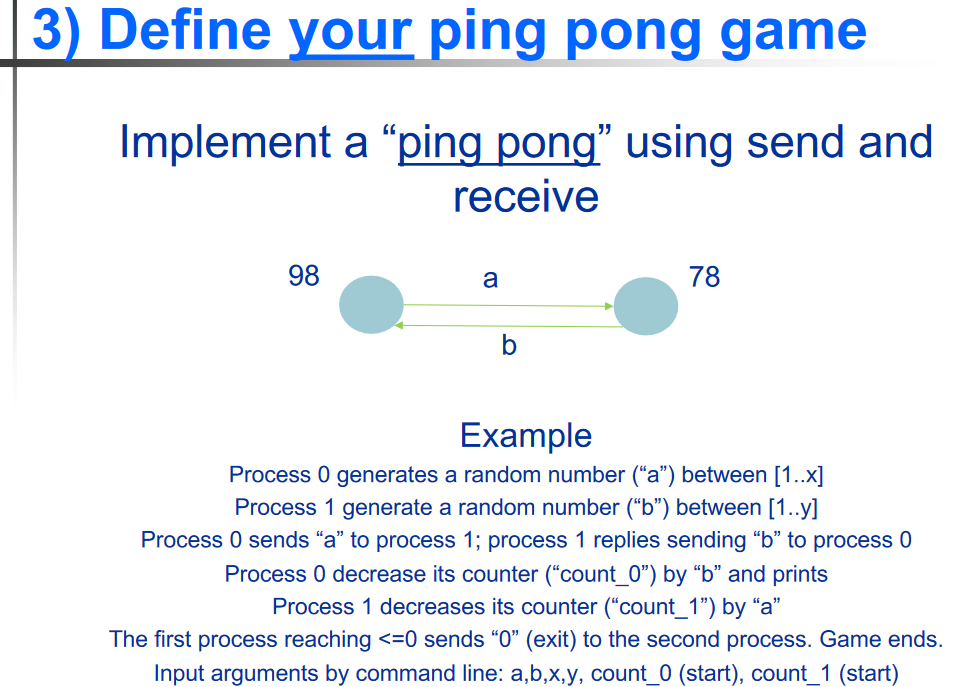 3) Define your ping pong game
Implement a “ping pong” using send and
receive
98
a
78
b
Example
Process 0 generates a random number (“a”) between [1..x]
Process 1 generate a random number (“b”) between [1..y]
Process 0 sends “a” to process 1; process 1 replies sending “b” to process 0
Process 0 decrease its counter (“count_0”) by “b” and prints
Process 1 decreases its counter (“count_1”) by “a”
The first process reaching <=0 sends “0” (exit) to the second process. Game ends.
Input arguments by command line: a,b,x,y, count_0 (start), count_1 (start)